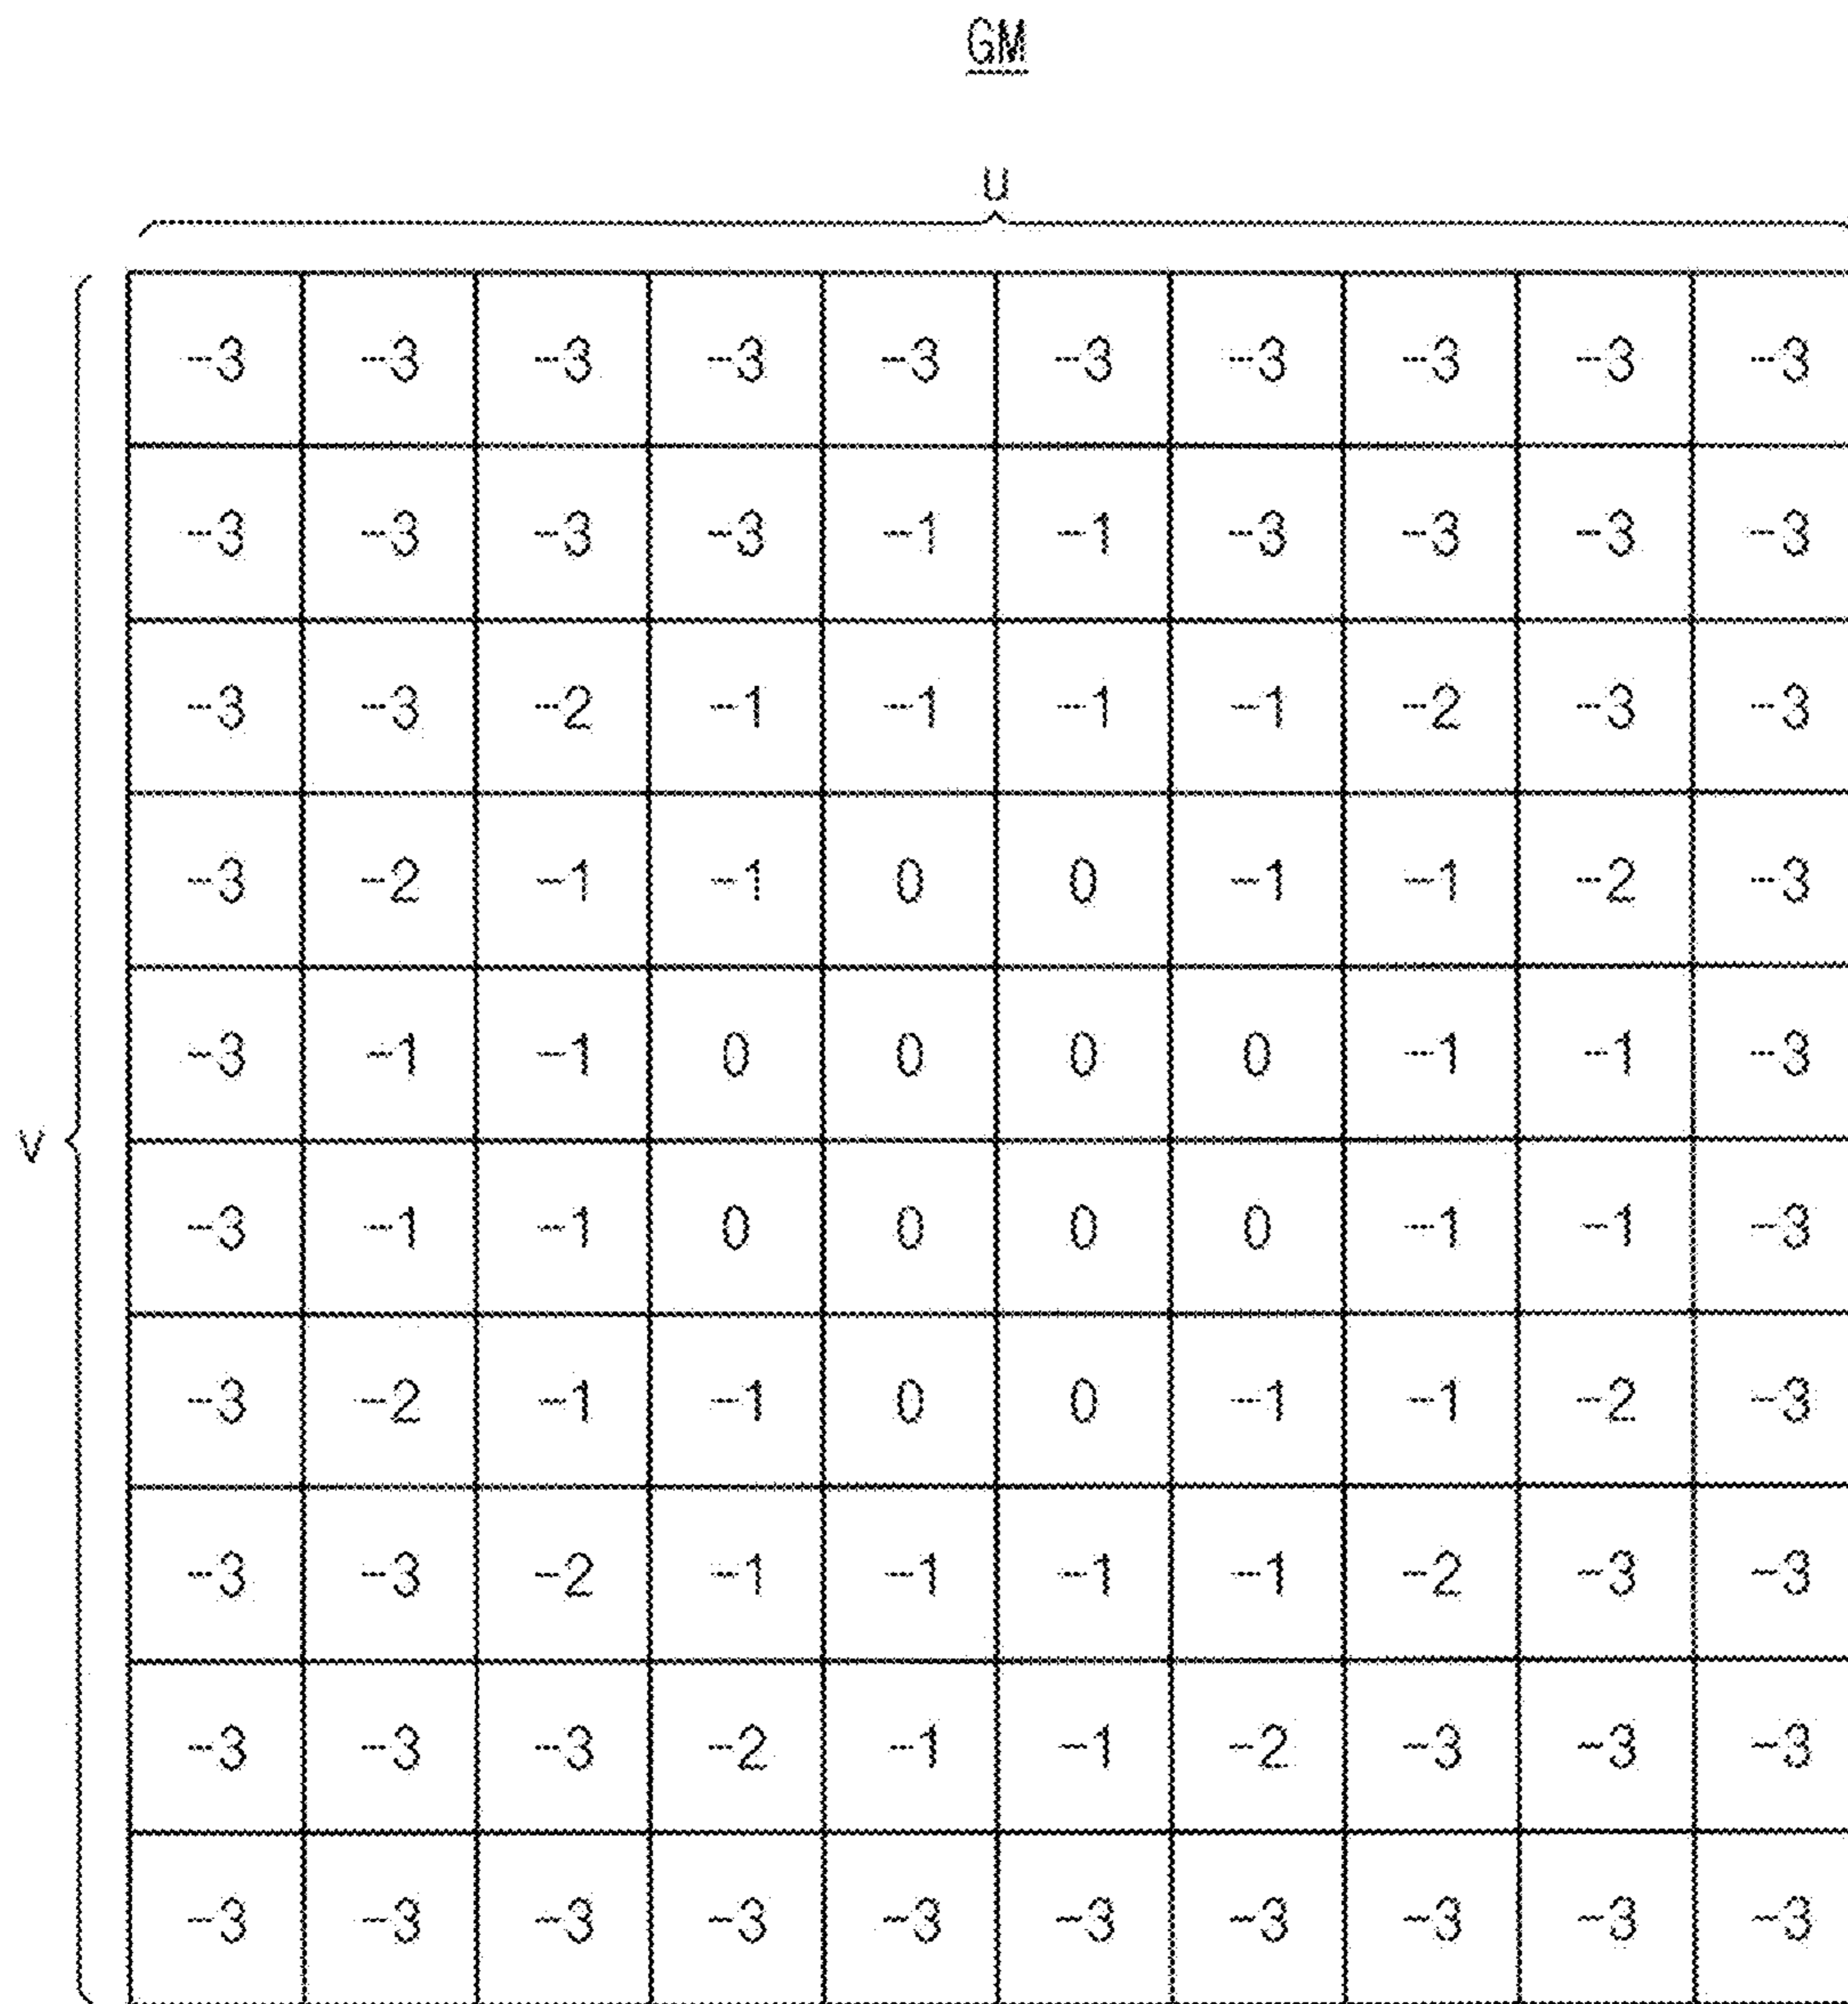 GM
U
-3 -3 -3 -3 -3 -3 -3 -3 -3 -3
-3 -3 -3 -3 -1 -1 -3 -3 -3 -3
-3 -3 -2 -1 -1 -1 -1 -2 -3 -3
-3 -2 -1 -1 0 0 -1 -1 -2 -3
-3 -1 -1 0 0 0 0 -1 -1 -3
V
-3 -1 -1 0 0 0 0 -1 -1 -3
-3 -2 -1 -1 0 0 -1 -1 -2 -3
-3 -3 -2 -1 -1 -1 -1 -2 -3 -3
-3 -3 -3 -2 -1 -1 -2 -3 -3 -3
-3 -3 -3 -3 -3 -3 -3 -3 -3 -3